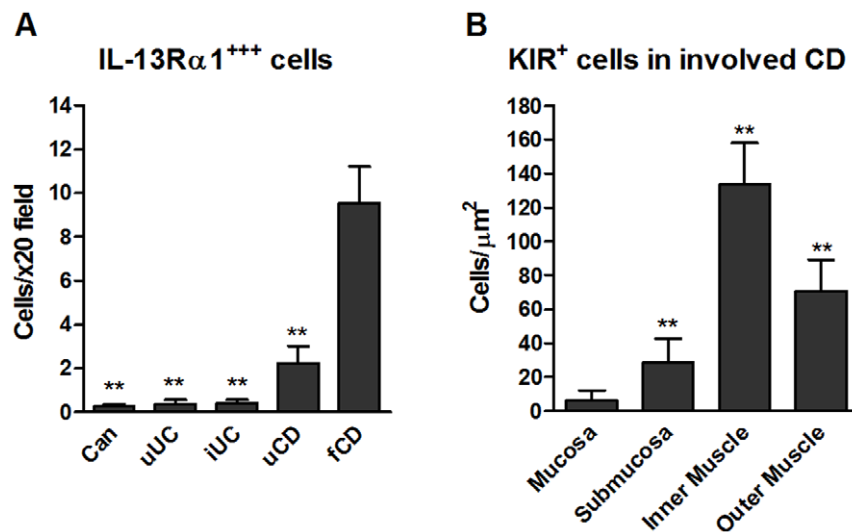 A
IL-13Rα1+++ cells
Cells/x20 field
14
12
10
8
6
4
2
0
**
**
**
**
Can
uUC
iUC
uCD
fCD
B
KIR+ cells in involved CD
Cells/μm2
180
160
140
120
100
80
60
40
20
0
**
**
**
Mucosa
Submucosa
Inner Muscle
Outer Muscle